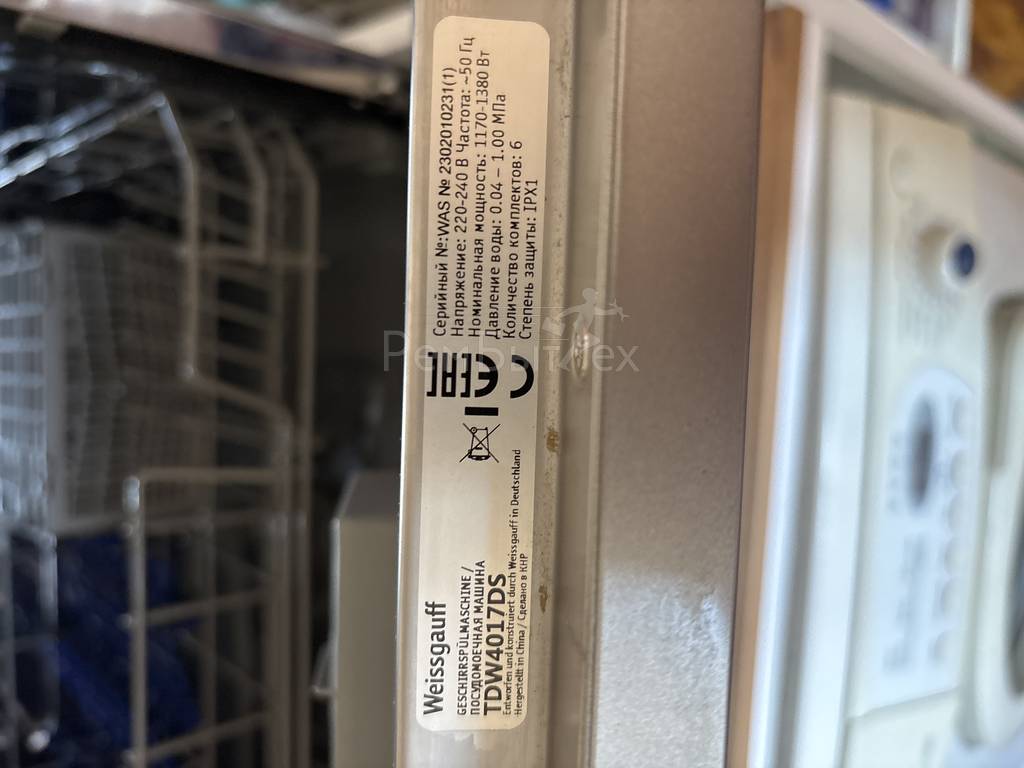 Weissgauff
GESCHIRRSPÜLMASCHINE /
ПОСУДОМОЕЧНАЯ МАШИНА
TDW4017DS
Entworfen und konstruiert durch Weissgauff in Deutschland
Hergestellt in China / Сделано в КНР
EAC
CE
Серийный №:WAS № 2302010231(1)
Напряжение: 220-240 В Частота: ~50 Гц
Номинальная мощность: 1170-1380 Вт
Давление воды: 0.04 – 1.00 МПа
Количество комплектов: 6
Степень защиты: IPX1